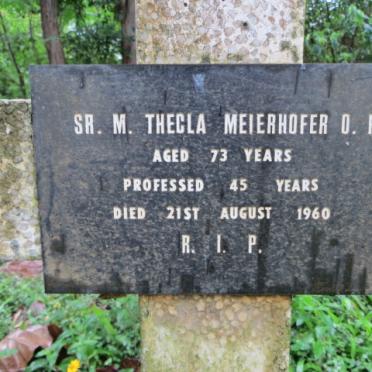 SR. M. THECLA MEIERHOFER O.
AGED 73 YEARS
PROFESSED 45 YEARS
DIED 21ST AUGUST 1960
R. I. P.